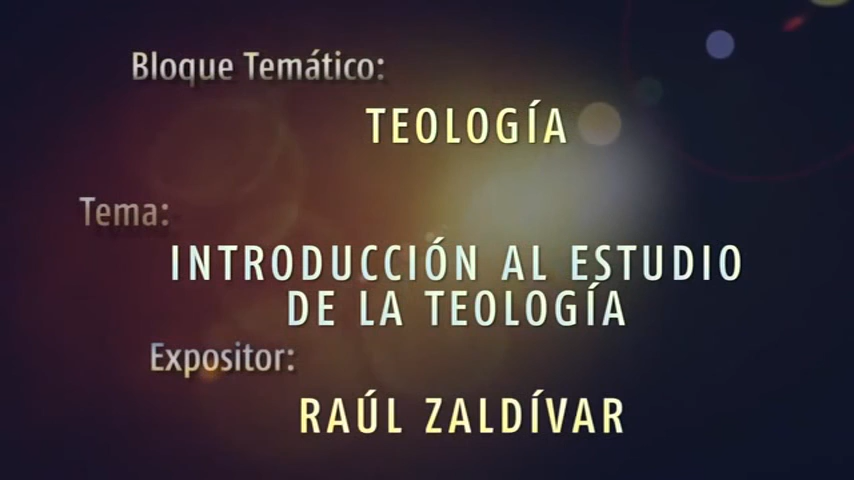 Bloque Temático:
TEOLOGÍA
Tema:
INTRODUCCIÓN AL ESTUDIO
DE LA TEOLOGÍA
Expositor:
RAÚL ZALDÍVAR